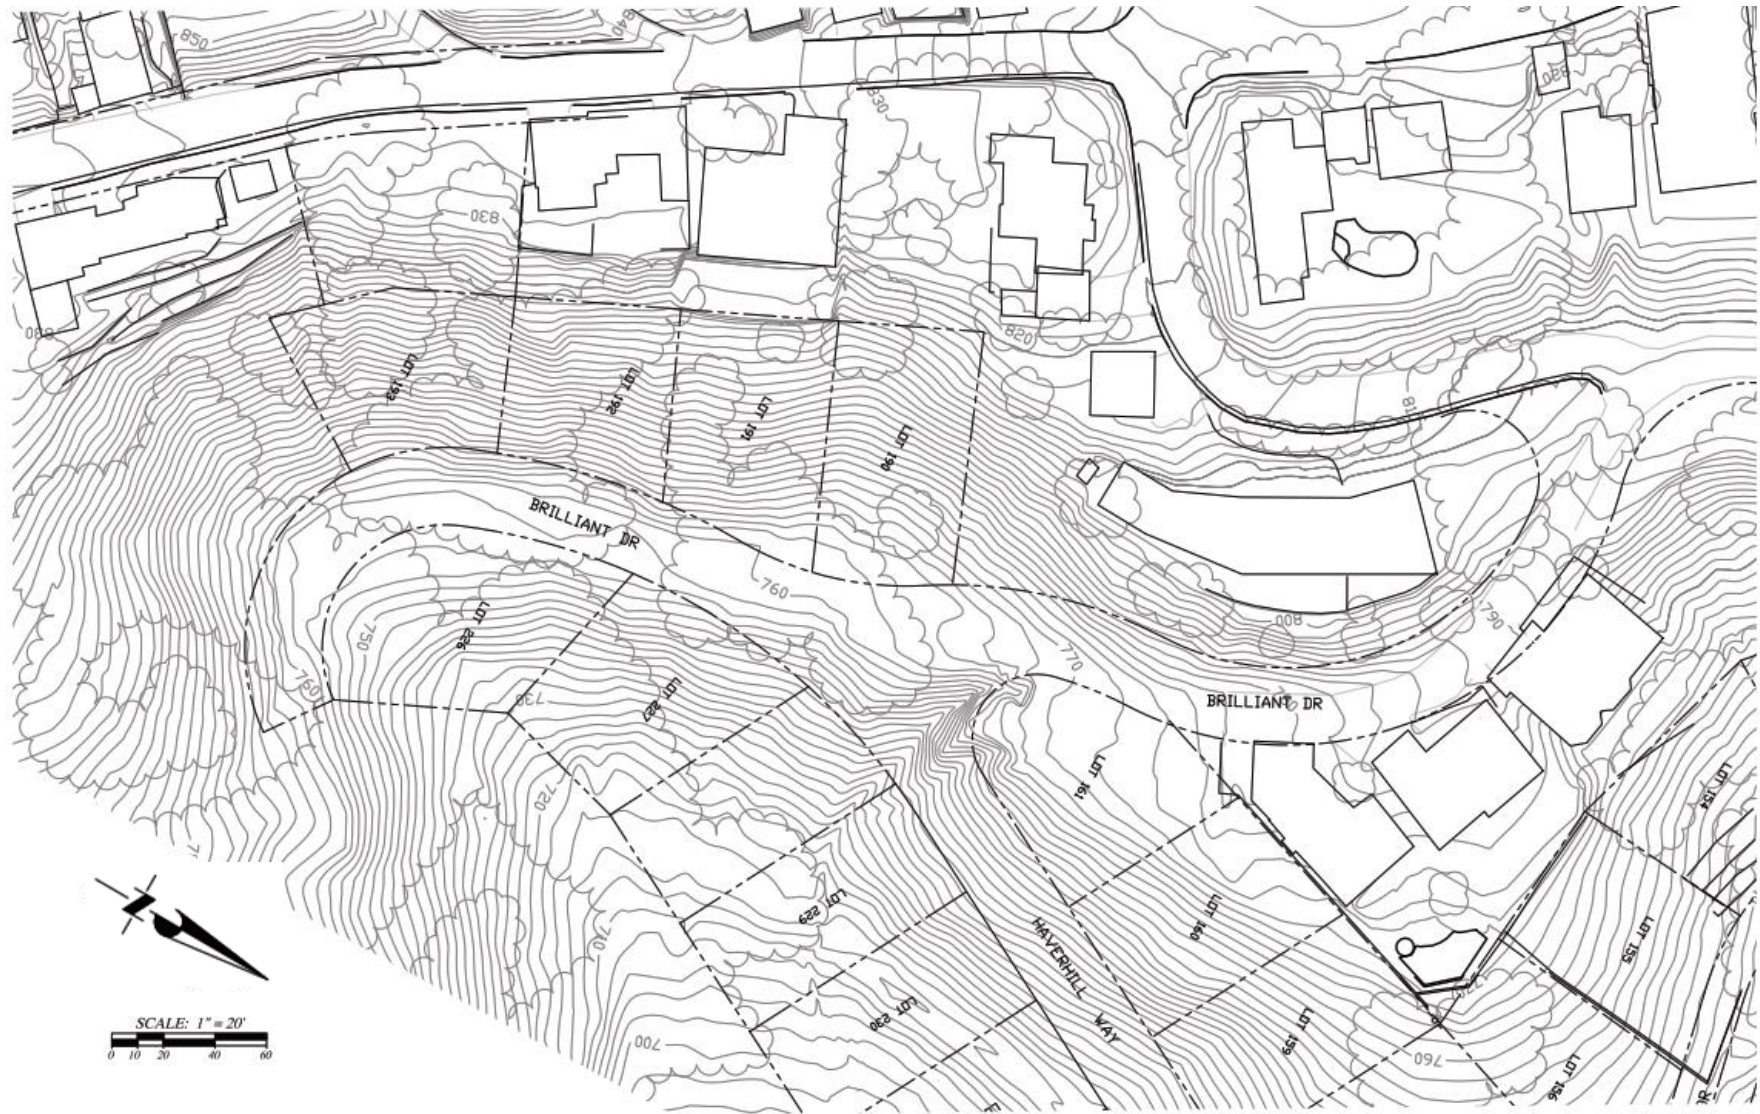 850
840
830
820
830
830
820
LOT 193
LOT 192
LOT 191
LOT 190
BRILLIANT DR
760
800
790
750
LOT 226
770
760
730
LOT 227
BRILLIANT DR
LOT 161
LOT 154
720
LOT 229
LOT 160
LOT 155
710
HAVERHILL WAY
LOT 230
770
LOT 159
700
760
LOT 156
N
SCALE: 1" = 20'
0 10 20 40 60